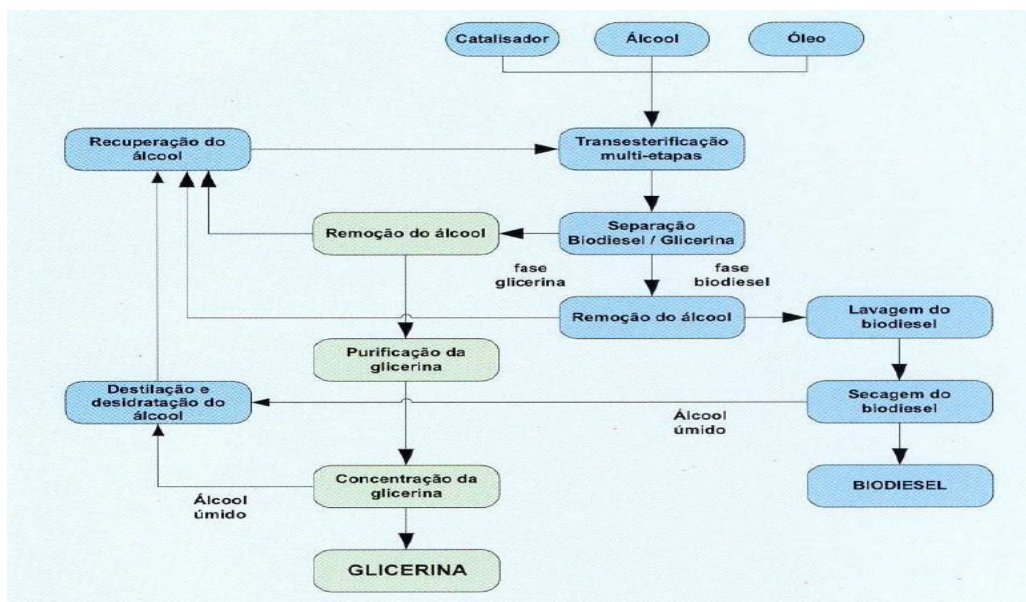 Catalisador
Álcool
Óleo
Recuperação do
álcool
Transesterificação
multi-etapas
Remoção do álcool
Separação
Biodiesel / Glicerina
fase
glicerina
fase
biodiesel
Remoção do álcool
Lavagem do
biodiesel
Purificação da
glicerina
Destilação e
desidratação do
álcool
Secagem do
biodiesel
Álcool
úmido
Concentração da
glicerina
BIODIESEL
Álcool
úmido
GLICERINA